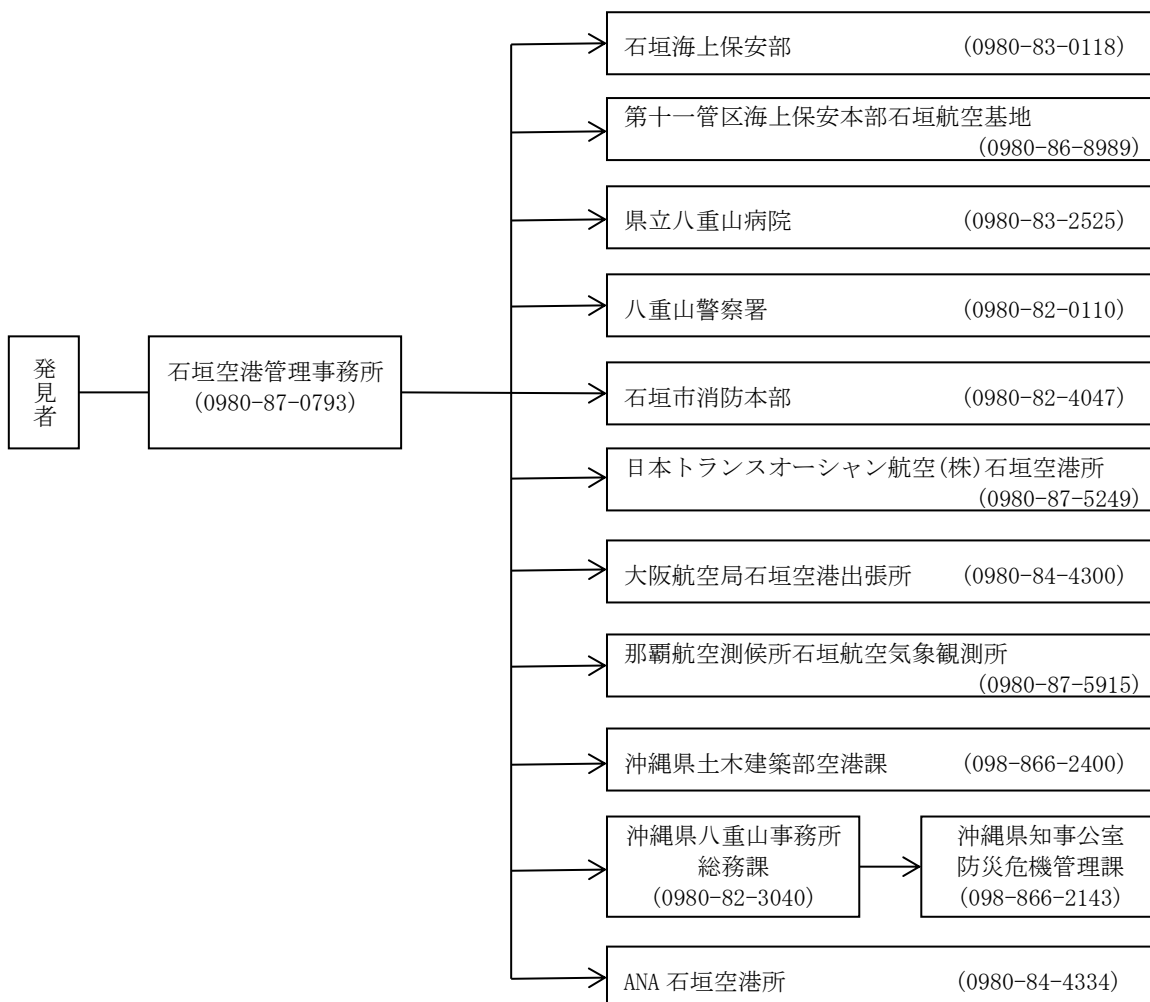 石垣海上保安部 (0980-83-0118)
第十一管区海上保安本部石垣航空基地
(0980-86-8989)
県立八重山病院 (0980-83-2525)
八重山警察署 (0980-82-0110)
発見者
石垣空港管理事務所
(0980-87-0793)
石垣市消防本部 (0980-82-4047)
日本トランスオーシャン航空(株)石垣空港所
(0980-87-5249)
大阪航空局石垣空港出張所 (0980-84-4300)
那覇航空測候所石垣航空気象観測所
(0980-87-5915)
沖縄県土木建築部空港課 (098-866-2400)
沖縄県八重山事務所
総務課
(0980-82-3040)
沖縄県知事公室
防災危機管理課
(098-866-2143)
ANA 石垣空港所 (0980-84-4334)